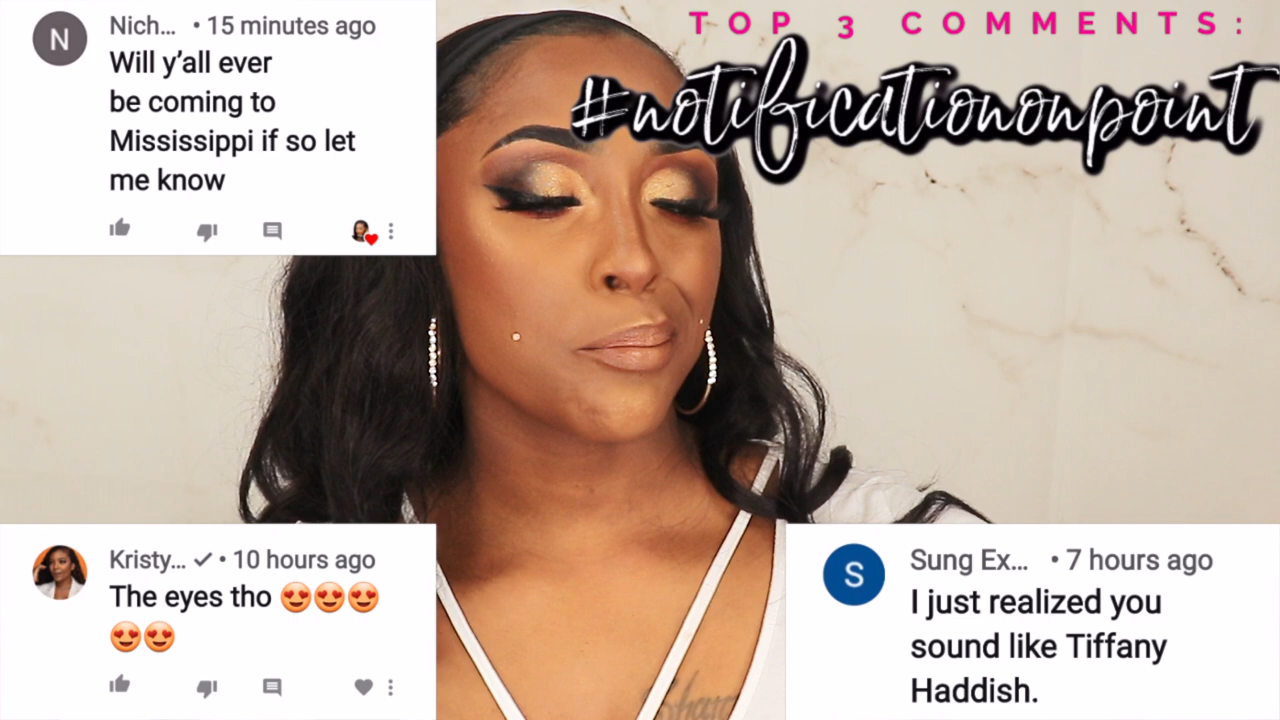 TOP 3 COMMENTS:
#notificationonpoint
N
Nich... • 15 minutes ago
Will y’all ever
be coming to
Mississippi if so let
me know
Kristy... ✓ • 10 hours ago
The eyes tho 😍😍😍
😍😍
S
Sung Ex... • 7 hours ago
I just realized you
sound like Tiffany
Haddish.